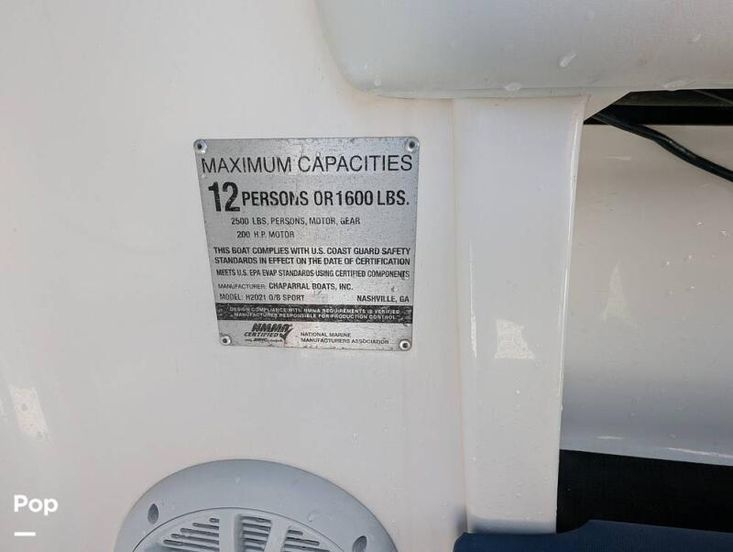 MAXIMUM CAPACITIES
12 PERSONS OR 1600 LBS.
2500 LBS, PERSONS, MOTOR, GEAR
200 H.P. MOTOR
THIS BOAT COMPLIES WITH U.S. COAST GUARD SAFETY
STANDARDS IN EFFECT ON THE DATE OF CERTIFICATION
MEETS U.S. EPA EVAP STANDARDS USING CERTIFIED COMPONENTS
MANUFACTURER: CHAPARRAL BOATS, INC.
MODEL: H2021 O/B SPORT NASHVILLE, GA
DESIGN COMPLIANCE WITH NMMA REQUIREMENTS IS VERIFIED.
MANUFACTURER RESPONSIBLE FOR PRODUCTION CONTROL.
NMMA
CERTIFIED
NATIONAL MARINE
MANUFACTURERS ASSOCIATION
Pop